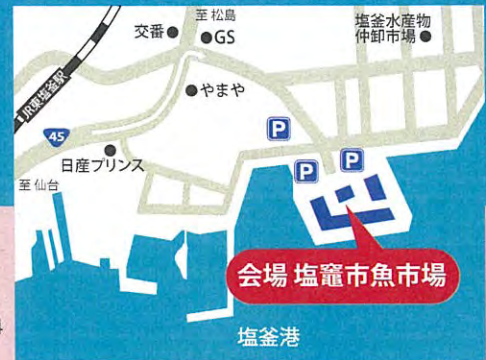 至 松島
交番
GS
塩釜水産物
仲卸市場
JR東塩釜駅
やまや
P
45
日産プリンス
P
P
至 仙台
会場 塩竈市魚市場
塩釜港
4